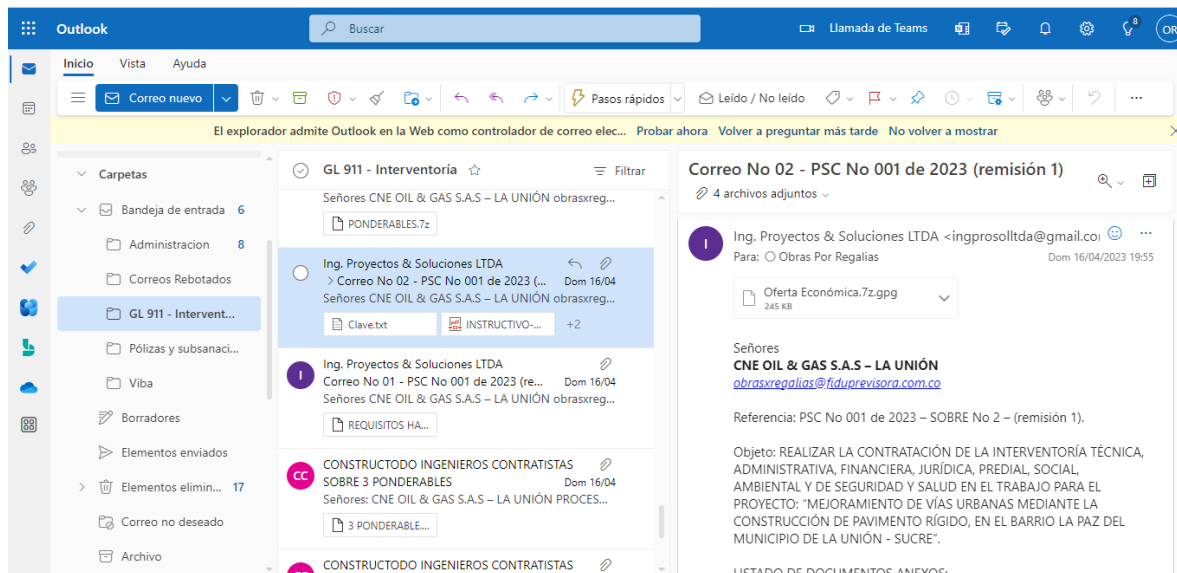 Outlook
Buscar
Llamada de Teams
8
OR
Inicio Vista Ayuda
Correo nuevo
Pasos rápidos
Leído / No leído
El explorador admite Outlook en la Web como controlador de correo elec... Probar ahora Volver a preguntar más tarde No volver a mostrar
Carpetas
Bandeja de entrada 6
Administracion 8
Correos Rebotados
GL 911 - Intervent...
Pólizas y subsanaci...
Viba
Borradores
Elementos enviados
Elementos elimin... 17
Correo no deseado
Archivo
GL 911 - Interventoría
Filtrar
Señores CNE OIL & GAS S.A.S – LA UNIÓN obrasxreg...
PONDERABLES.7z
Ing. Proyectos & Soluciones LTDA
Correo No 02 - PSC No 001 de 2023 (... Dom 16/04
Señores CNE OIL & GAS S.A.S – LA UNIÓN obrasxreg...
Clave.txt
INSTRUCTIVO-...
+2
I
Ing. Proyectos & Soluciones LTDA
Correo No 01 - PSC No 001 de 2023 (re... Dom 16/04
Señores CNE OIL & GAS S.A.S – LA UNIÓN obrasxreg...
REQUISITOS HA...
CC
CONSTRUCTODO INGENIEROS CONTRATISTAS
SOBRE 3 PONDERABLES Dom 16/04
Señores: CNE OIL & GAS S.A.S – LA UNIÓN PROCES...
3 PONDERABLE....
CONSTRUCTODO INGENIEROS CONTRATISTAS
Correo No 02 - PSC No 001 de 2023 (remisión 1)
4 archivos adjuntos
I
Ing. Proyectos & Soluciones LTDA <ingprosolltda@gmail.co
Para: Obras Por Regalias Dom 16/04/2023 19:55
Oferta Económica.7z.gpg
245 KB
Señores
CNE OIL & GAS S.A.S – LA UNIÓN
obrasxregalias@fiduprevisora.com.co
Referencia: PSC No 001 de 2023 – SOBRE No 2 – (remisión 1).
Objeto: REALIZAR LA CONTRATACIÓN DE LA INTERVENTORÍA TÉCNICA,
ADMINISTRATIVA, FINANCIERA, JURÍDICA, PREDIAL, SOCIAL,
AMBIENTAL Y DE SEGURIDAD Y SALUD EN EL TRABAJO PARA EL
PROYECTO: “MEJORAMIENTO DE VÍAS URBANAS MEDIANTE LA
CONSTRUCCIÓN DE PAVIMENTO RÍGIDO, EN EL BARRIO LA PAZ DEL
MUNICIPIO DE LA UNIÓN - SUCRE”.
LISTADO DE DOCUMENTOS ANEXOS: